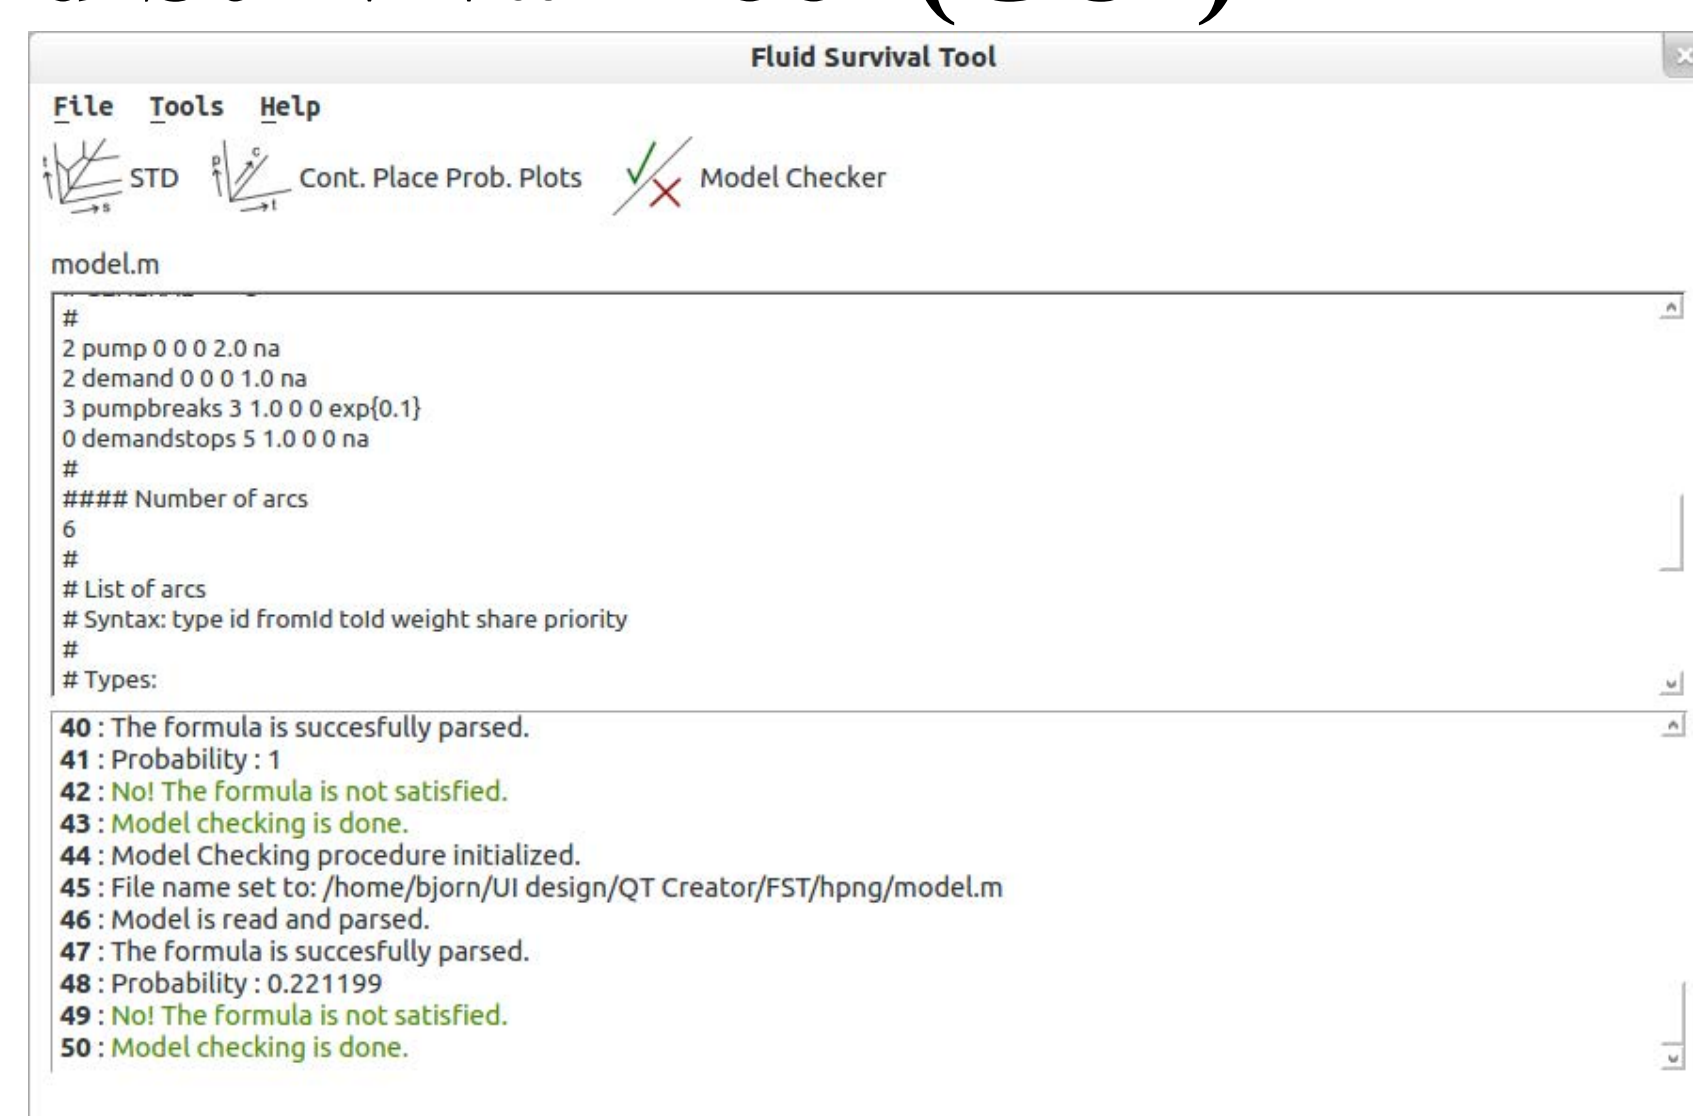 Fluid Survival Tool
File Tools Help
STD Cont. Place Prob. Plots Model Checker
model.m
#
2 pump 0 0 0 2.0 na
2 demand 0 0 0 1.0 na
3 pumpbreaks 3 1.0 0 0 exp{0.1}
0 demandstops 5 1.0 0 0 na
#
#### Number of arcs
6
#
# List of arcs
# Syntax: type id fromId toId weight share priority
#
# Types:
40 : The formula is succesfully parsed.
41 : Probability : 1
42 : No! The formula is not satisfied.
43 : Model checking is done.
44 : Model Checking procedure initialized.
45 : File name set to: /home/bjorn/UI design/QT Creator/FST/hpng/model.m
46 : Model is read and parsed.
47 : The formula is succesfully parsed.
48 : Probability : 0.221199
49 : No! The formula is not satisfied.
50 : Model checking is done.